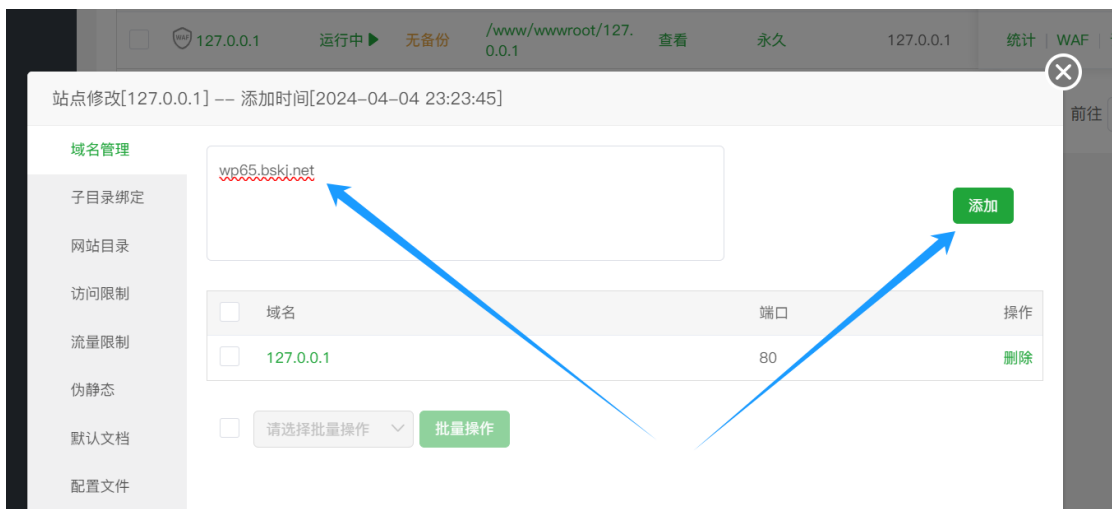 WAF 127.0.0.1 运行中 无备份 /www/wwwroot/127.0.0.1 查看 永久 127.0.0.1 统计 | WAF |
站点修改[127.0.0.1] -- 添加时间[2024-04-04 23:23:45]
前往
域名管理
wp65.bskj.net
子目录绑定
添加
网站目录
访问限制
域名 端口 操作
流量限制
127.0.0.1 80 删除
伪静态
默认文档
请选择批量操作 批量操作
配置文件